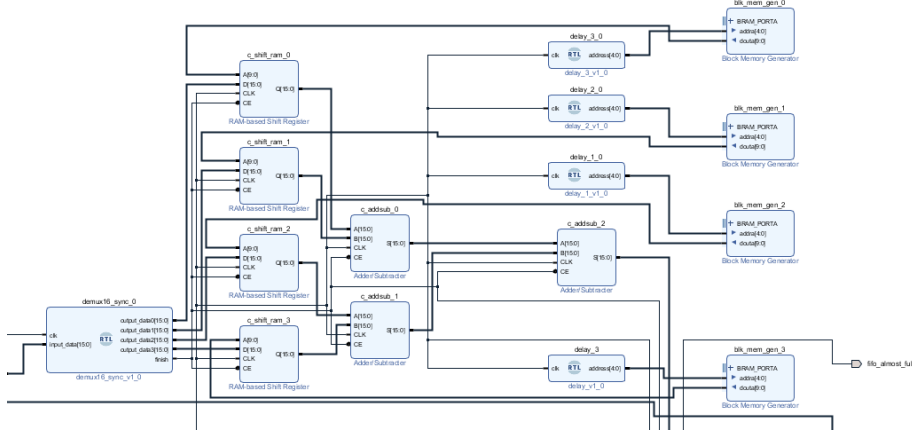 blk_mem_gen_0
BRAM_PORTA
addra[4:0]
douta[9:0]
Block Memory Generator
delay_3_0
clk
RTL
address[4:0]
delay_3_v1_0
c_shift_ram_0
A[9:0]
D[15:0]
CLK
CE
Q[15:0]
RAM-based Shift Register
delay_2_0
clk
RTL
address[4:0]
delay_2_v1_0
blk_mem_gen_1
BRAM_PORTA
addra[4:0]
douta[9:0]
Block Memory Generator
c_shift_ram_1
A[9:0]
D[15:0]
CLK
CE
Q[15:0]
RAM-based Shift Register
delay_1_0
clk
RTL
address[4:0]
delay_1_v1_0
blk_mem_gen_2
BRAM_PORTA
addra[4:0]
douta[9:0]
Block Memory Generator
c_addsub_0
A[15:0]
B[15:0]
CLK
CE
S[15:0]
Adder/Subtracter
c_addsub_2
A[15:0]
B[15:0]
CLK
CE
S[15:0]
Adder/Subtracter
c_shift_ram_2
A[9:0]
D[15:0]
CLK
CE
Q[15:0]
RAM-based Shift Register
c_addsub_1
A[15:0]
B[15:0]
CLK
CE
S[15:0]
Adder/Subtracter
demux16_sync_0
clk
input_data[15:0]
RTL
output_data0[15:0]
output_data1[15:0]
output_data2[15:0]
output_data3[15:0]
finish
demux16_sync_v1_0
c_shift_ram_3
A[9:0]
D[15:0]
CLK
CE
Q[15:0]
RAM-based Shift Register
delay_3
clk
RTL
address[4:0]
delay_v1_0
blk_mem_gen_3
BRAM_PORTA
addra[4:0]
douta[9:0]
Block Memory Generator
fifo_almost_ful